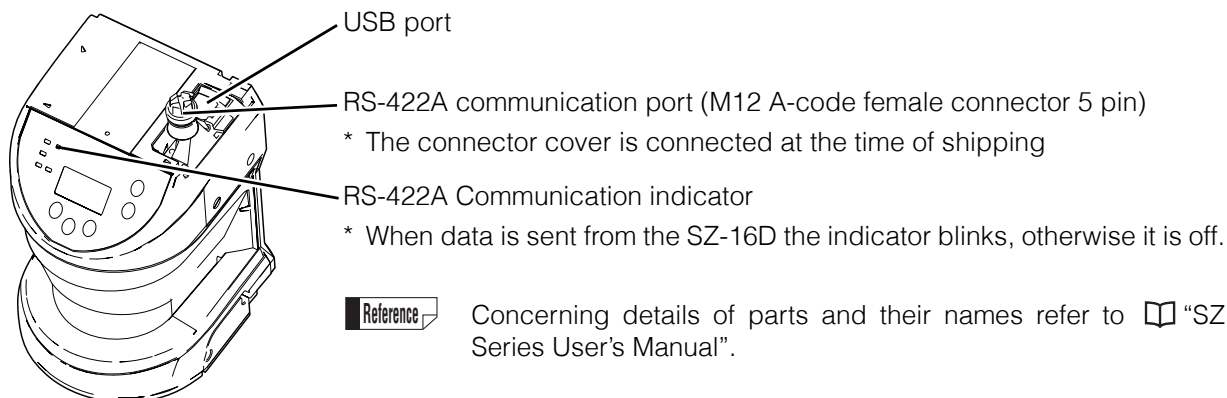 USB port
RS-422A communication port (M12 A-code female connector 5 pin)
* The connector cover is connected at the time of shipping
RS-422A Communication indicator
* When data is sent from the SZ-16D the indicator blinks, otherwise it is off.
Reference Concerning details of parts and their names refer to “SZ
Series User's Manual”.